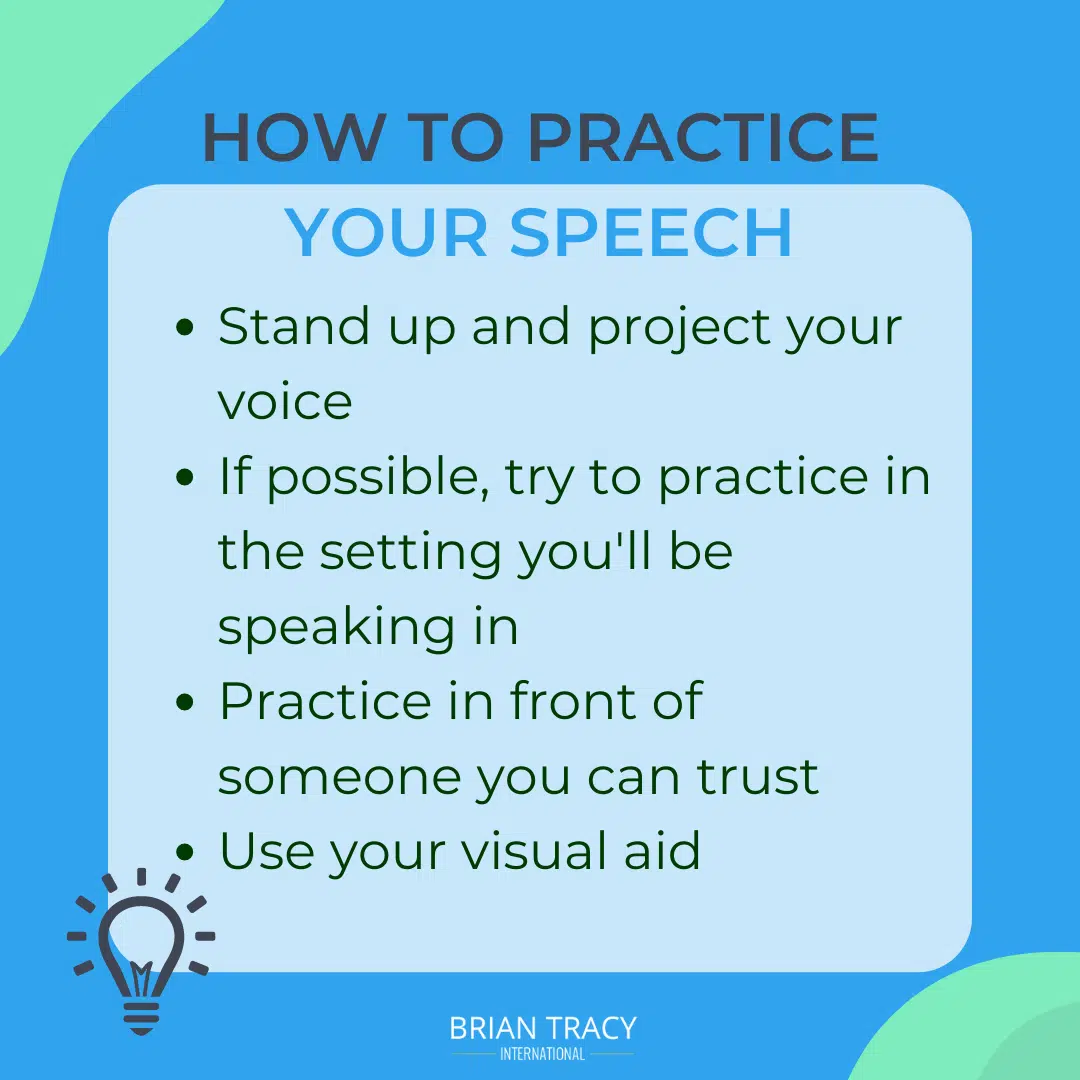 HOW TO PRACTICE
YOUR SPEECH
• Stand up and project your
voice
• If possible, try to practice in
the setting you'll be
speaking in
• Practice in front of
someone you can trust
• Use your visual aid
BRIAN TRACY
INTERNATIONAL